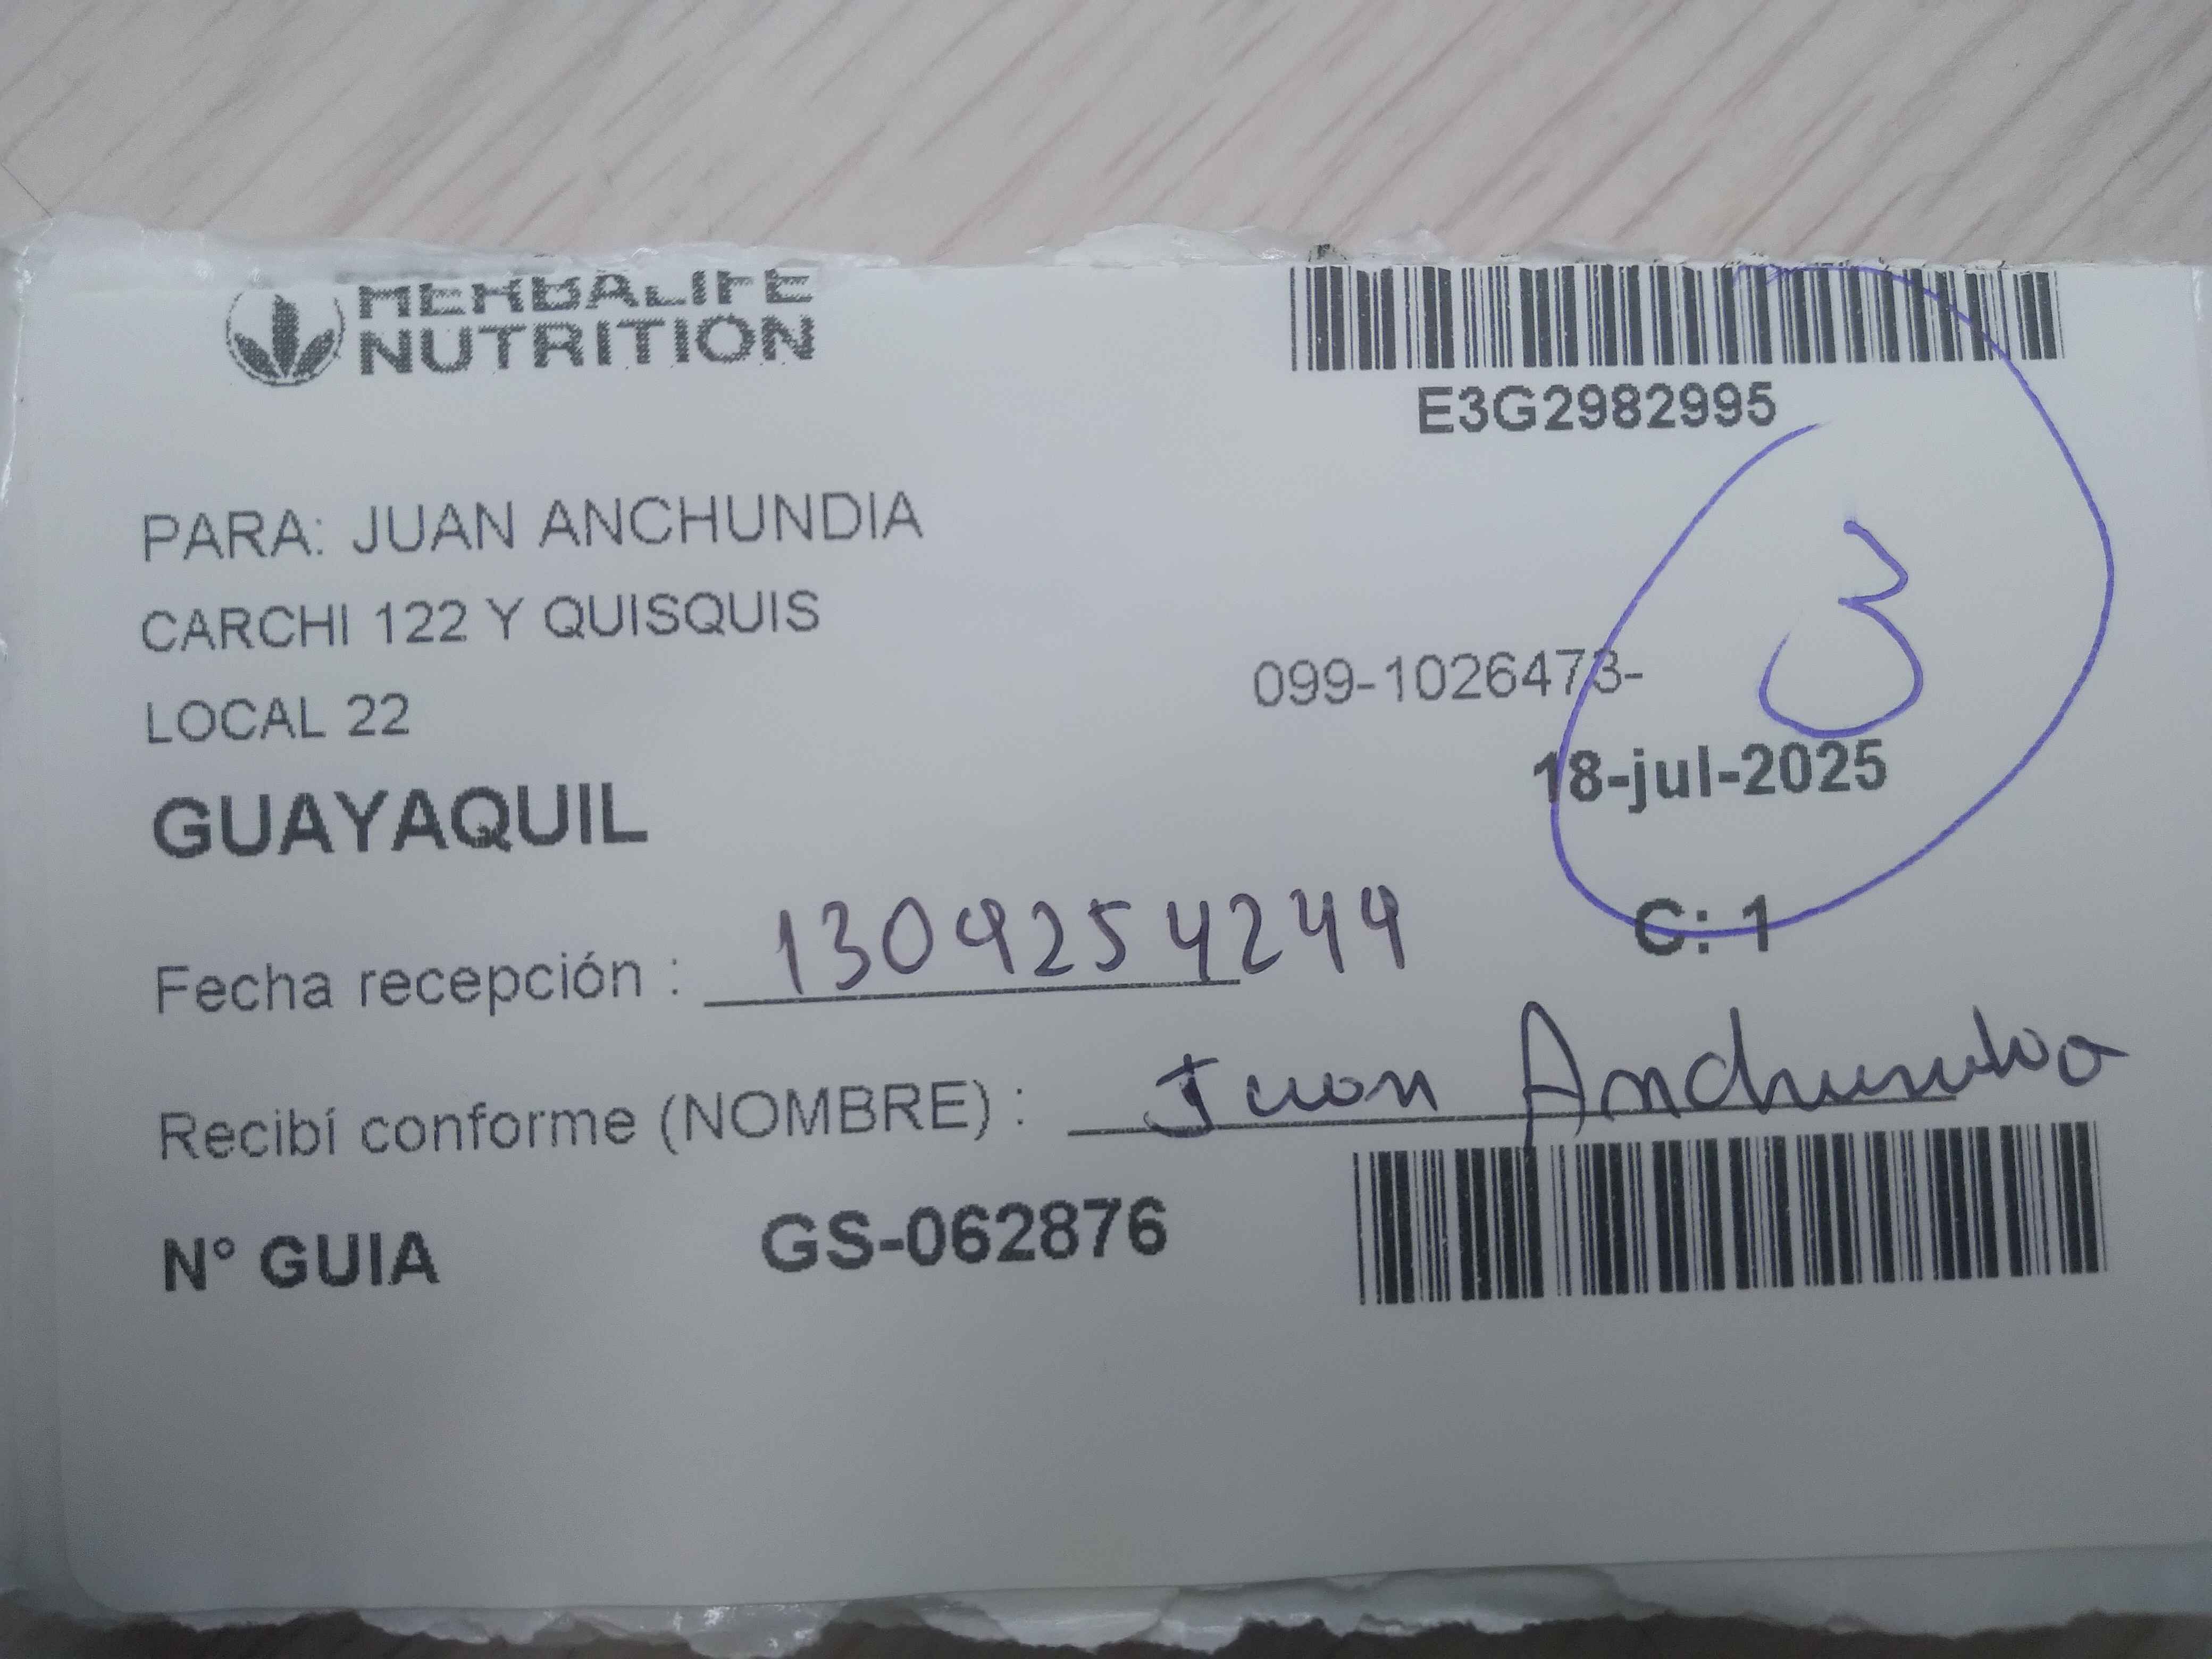 HERBALIFE
NUTRITION
E3G2982995
PARA: JUAN ANCHUNDIA
CARCHI 122 Y QUISQUIS
3
099-1026473-
LOCAL 22
18-jul-2025
GUAYAQUIL
C: 1
Fecha recepción : 1309254244
Recibí conforme (NOMBRE) : Juan Anchundia
N° GUIA GS-062876